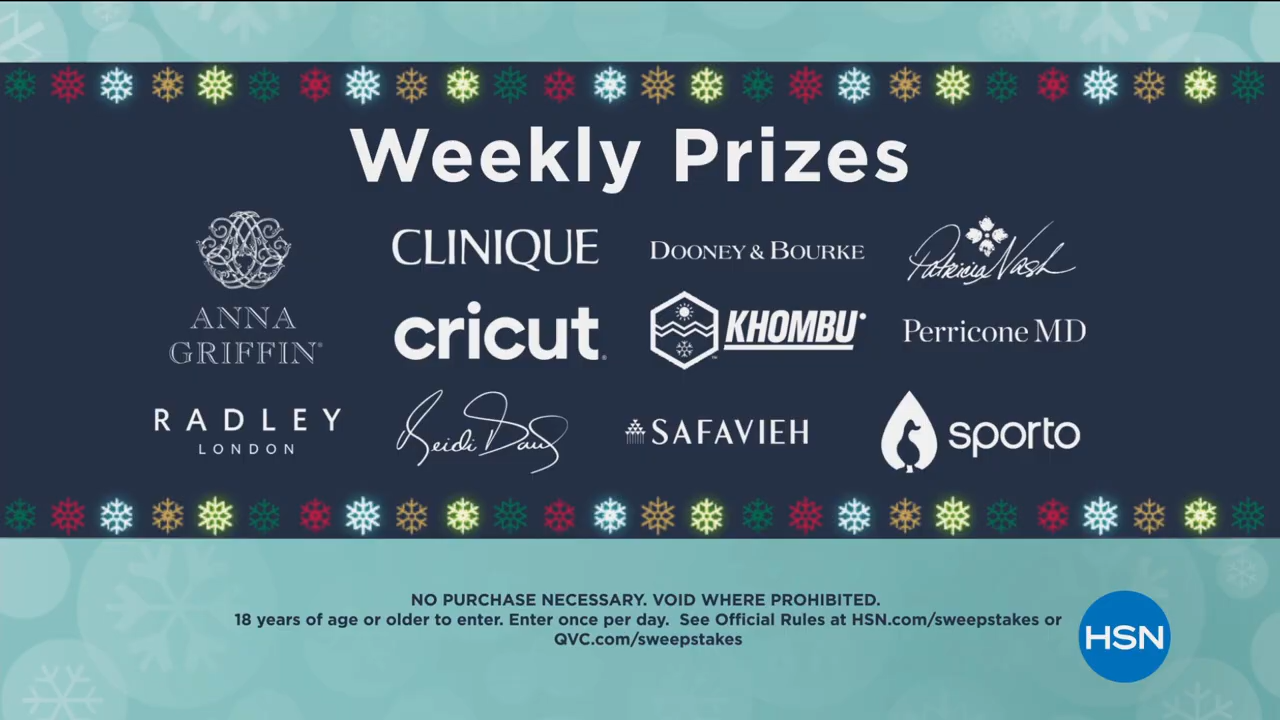 Weekly Prizes
ANNA
GRIFFIN®
CLINIQUE
DOONEY & BOURKE
Patricia Nash
cricut®
KHOMBU
Perricone MD
RADLEY
LONDON
Heidi Daus
SAFAVIEH
sporto
NO PURCHASE NECESSARY. VOID WHERE PROHIBITED.
18 years of age or older to enter. Enter once per day. See Official Rules at HSN.com/sweepstakes or
QVC.com/sweepstakes
HSN